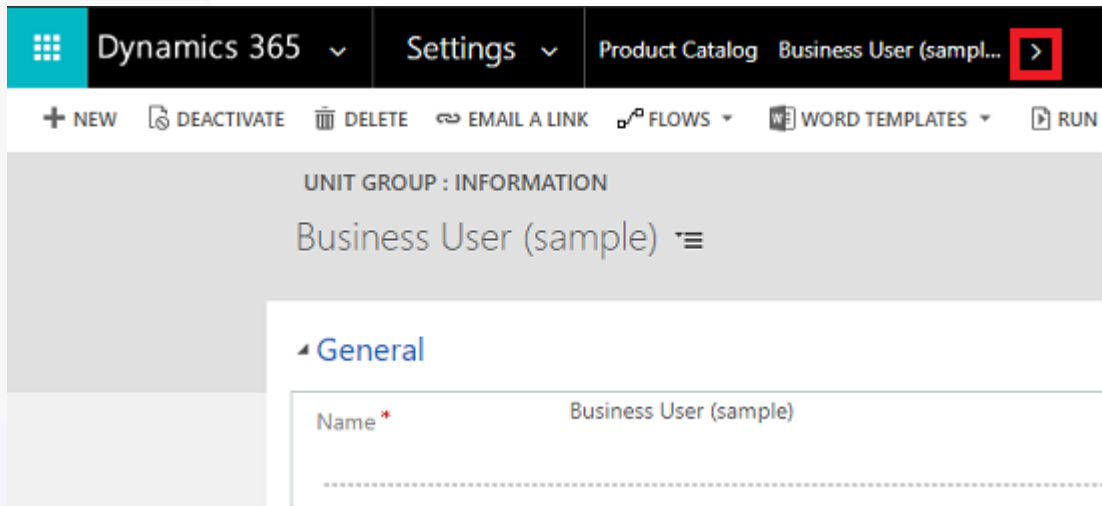 Dynamics 365 Settings Product Catalog Business User (sampl...
NEW DEACTIVATE DELETE EMAIL A LINK FLOWS WORD TEMPLATES RUN
UNIT GROUP : INFORMATION
Business User (sample)
General
Name* Business User (sample)